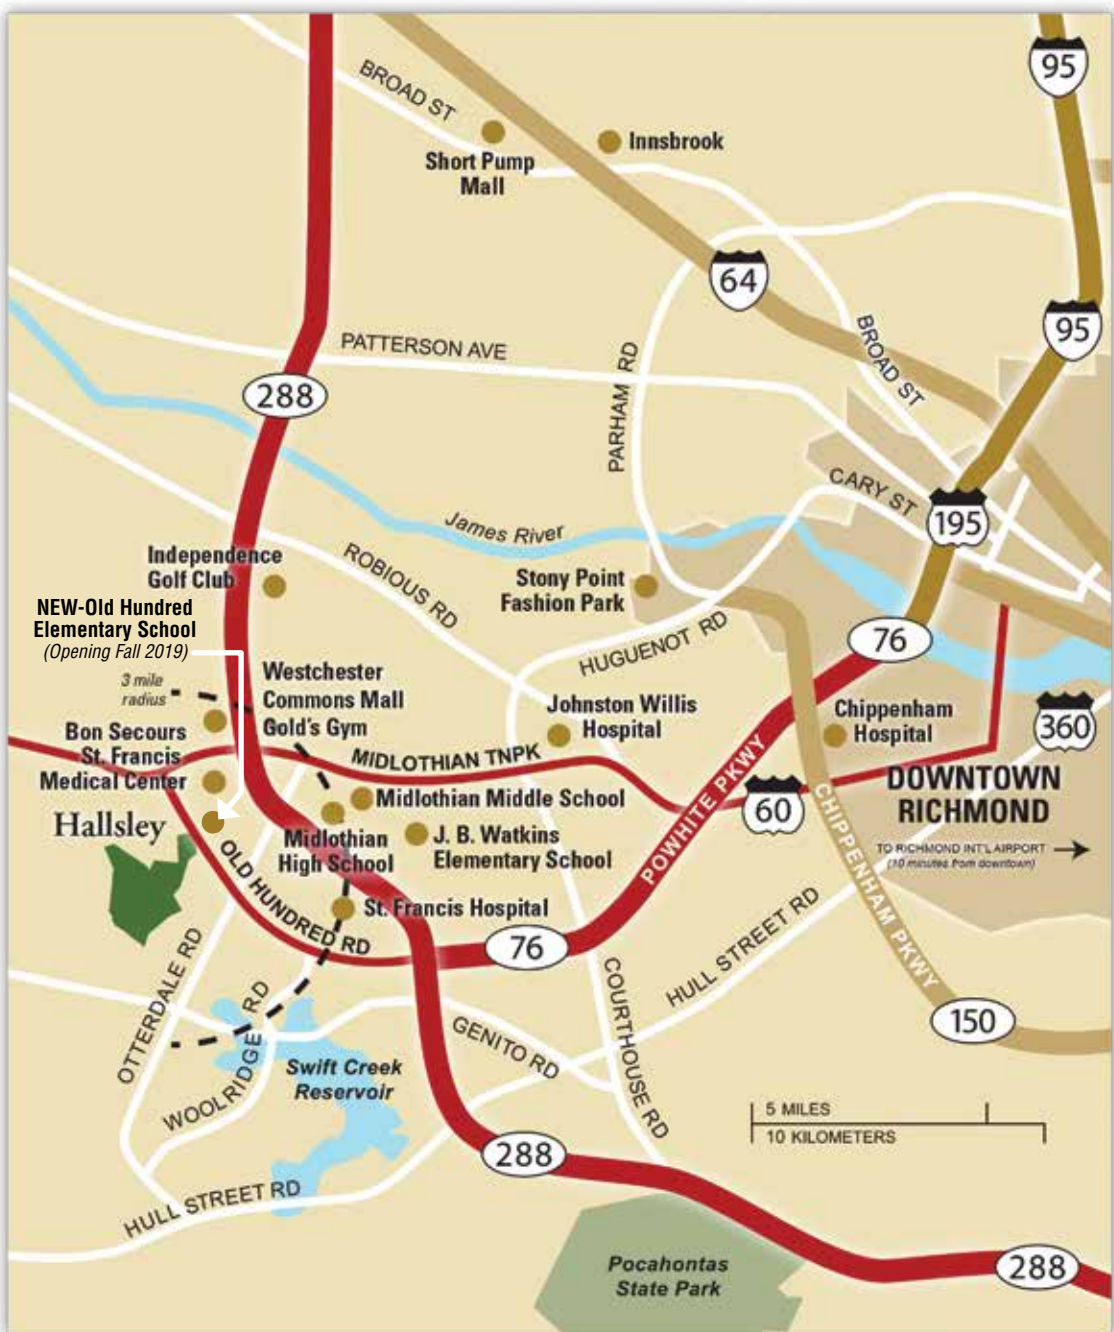 95
BROAD ST
Innsbrook
Short Pump
Mall
64
95
BROAD ST
PATTERSON AVE
PARHAM RD
288
CARY ST
195
James River
Independence
Golf Club
ROBIOUS RD
Stony Point
Fashion Park
NEW-Old Hundred
Elementary School
(Opening Fall 2019)
HUGUENOT RD
76
3 mile
radius
Westchester
Commons Mall
Gold's Gym
Johnston Willis
Hospital
Chippenham
Hospital
360
Bon Secours
St. Francis
Medical Center
MIDLOTHIAN TNPK
POWHITE PKWY
DOWNTOWN
RICHMOND
60
Midlothian Middle School
Hallsley
Midlothian
High School
J. B. Watkins
Elementary School
TO RICHMOND INT'L AIRPORT
(10 minutes from downtown)
CHIPPENHAM PKWY
OLD HUNDRED RD
St. Francis Hospital
76
HULL STREET RD
OTTERDALE RD
WOOLRIDGE RD
GENITO RD
COURTHOUSE RD
150
Swift Creek
Reservoir
5 MILES
10 KILOMETERS
288
HULL STREET RD
Pocahontas
State Park
288